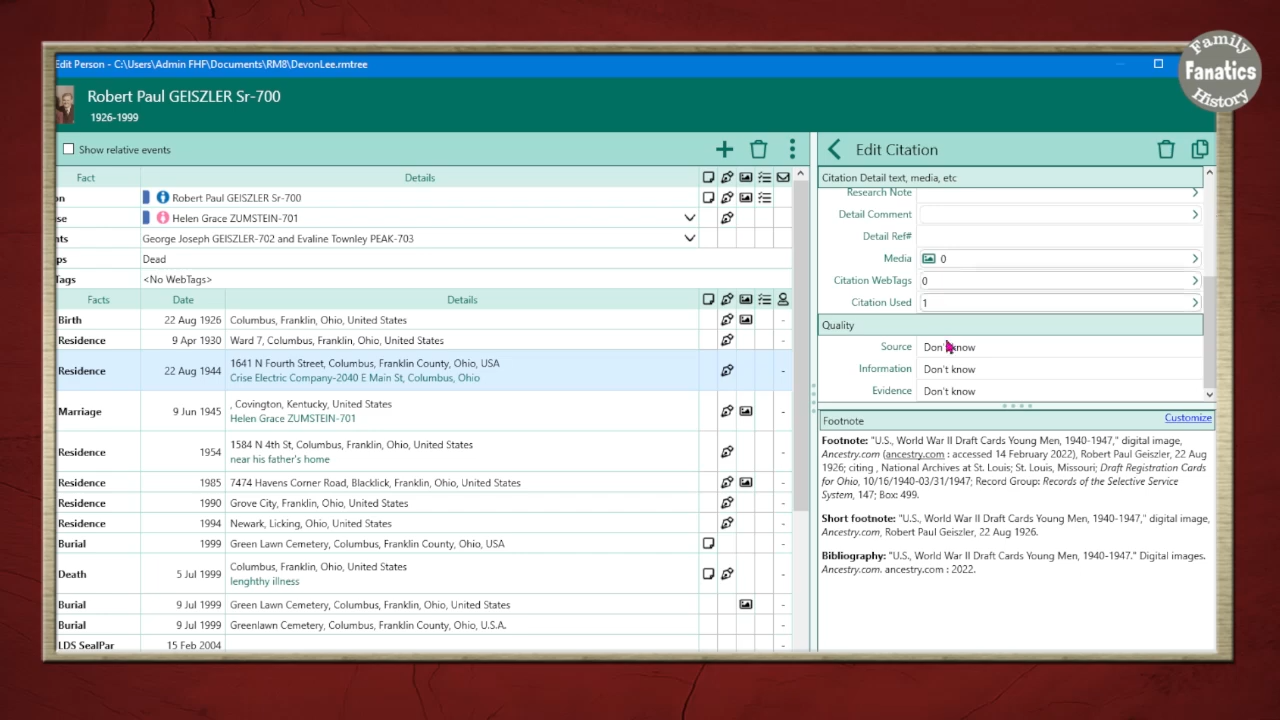 Family
Fanatics
History
Edit Person - C:\Users\Admin FHF\Documents\RM8\DevonLee.rmtree
Robert Paul GEISZLER Sr-700
1926-1999
Show relative events
Fact Details
on Robert Paul GEISZLER Sr-700
se Helen Grace ZUMSTEIN-701
nts George Joseph GEISZLER-702 and Evaline Townley PEAK-703
ps Dead
Tags <No WebTags>
Facts Date Details
Birth 22 Aug 1926 Columbus, Franklin, Ohio, United States -
Residence 9 Apr 1930 Ward 7, Columbus, Franklin, Ohio, United States -
Residence 22 Aug 1944 1641 N Fourth Street, Columbus, Franklin County, Ohio, USA -
Crise Electric Company-2040 E Main St, Columbus, Ohio
Marriage 9 Jun 1945 , Covington, Kentucky, United States -
Helen Grace ZUMSTEIN-701
Residence 1954 1584 N 4th St, Columbus, Franklin, Ohio, United States -
near his father's home
Residence 1985 7474 Havens Corner Road, Blacklick, Franklin, Ohio, United States -
Residence 1990 Grove City, Franklin, Ohio, United States -
Residence 1994 Newark, Licking, Ohio, United States -
Burial 1999 Green Lawn Cemetery, Columbus, Franklin County, Ohio, USA -
Death 5 Jul 1999 Columbus, Franklin, Ohio, United States -
lenghthy illness
Burial 9 Jul 1999 Green Lawn Cemetery, Columbus, Franklin, Ohio, United States -
Burial 9 Jul 1999 Greenlawn Cemetery, Columbus, Franklin County, Ohio, U.S.A. -
LDS SealPar 15 Feb 2004 -
Edit Citation
Citation Detail text, media, etc
Research Note
Detail Comment
Detail Ref#
Media 0
Citation WebTags 0
Citation Used 1
Quality
Source Don't know
Information Don't know
Evidence Don't know
Footnote Customize
Footnote: "U.S., World War II Draft Cards Young Men, 1940-1947," digital image,
Ancestry.com (ancestry.com : accessed 14 February 2022), Robert Paul Geiszler, 22 Aug
1926; citing , National Archives at St. Louis; St. Louis, Missouri; Draft Registration Cards
for Ohio, 10/16/1940-03/31/1947; Record Group: Records of the Selective Service
System, 147; Box: 499.
Short footnote: "U.S., World War II Draft Cards Young Men, 1940-1947," digital image,
Ancestry.com, Robert Paul Geiszler, 22 Aug 1926.
Bibliography: "U.S., World War II Draft Cards Young Men, 1940-1947." Digital images.
Ancestry.com. ancestry.com : 2022.